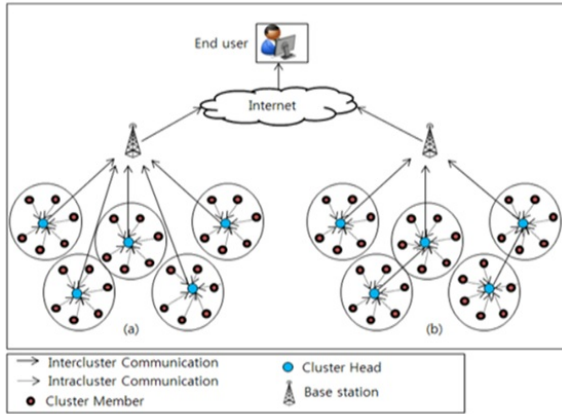 End user
Internet
(a)
(b)
Intercluster Communication
Intracluster Communication
Cluster Member
Cluster Head
Base station